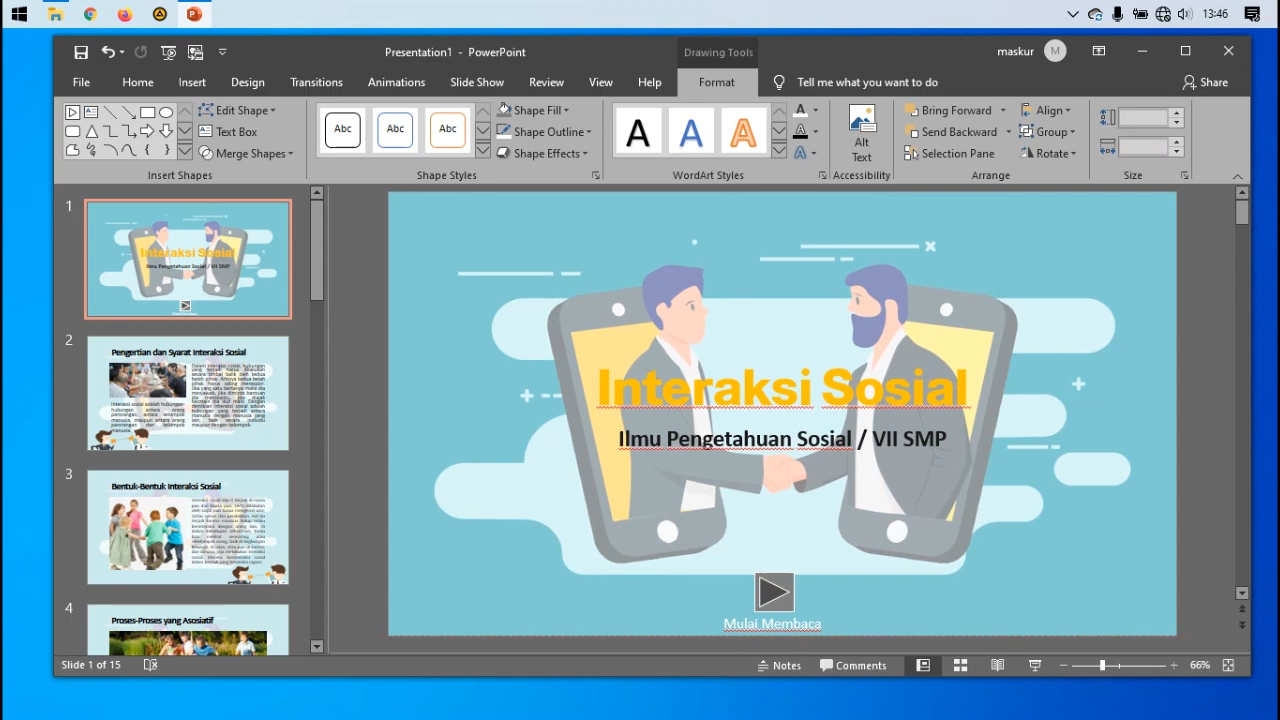 13:46
Presentation1 - PowerPoint
Drawing Tools
maskur
M
File
Home
Insert
Design
Transitions
Animations
Slide Show
Review
View
Help
Format
Tell me what you want to do
Share
Edit Shape
Text Box
Merge Shapes
Insert Shapes
Abc
Abc
Abc
Shape Fill
Shape Outline
Shape Effects
Shape Styles
A
A
A
WordArt Styles
Alt
Text
Accessibility
Bring Forward
Send Backward
Selection Pane
Align
Group
Rotate
Arrange
Size
1
Interaksi Sosial
Ilmu Pengetahuan Sosial / VII SMP
2
Pengertian dan Syarat Interaksi Sosial
3
Bentuk-Bentuk Interaksi Sosial
4
Proses-Proses yang Asosiatif
Interaksi Sosial
Ilmu Pengetahuan Sosial / VII SMP
Mulai Membaca
Slide 1 of 15
Notes
Comments
66%